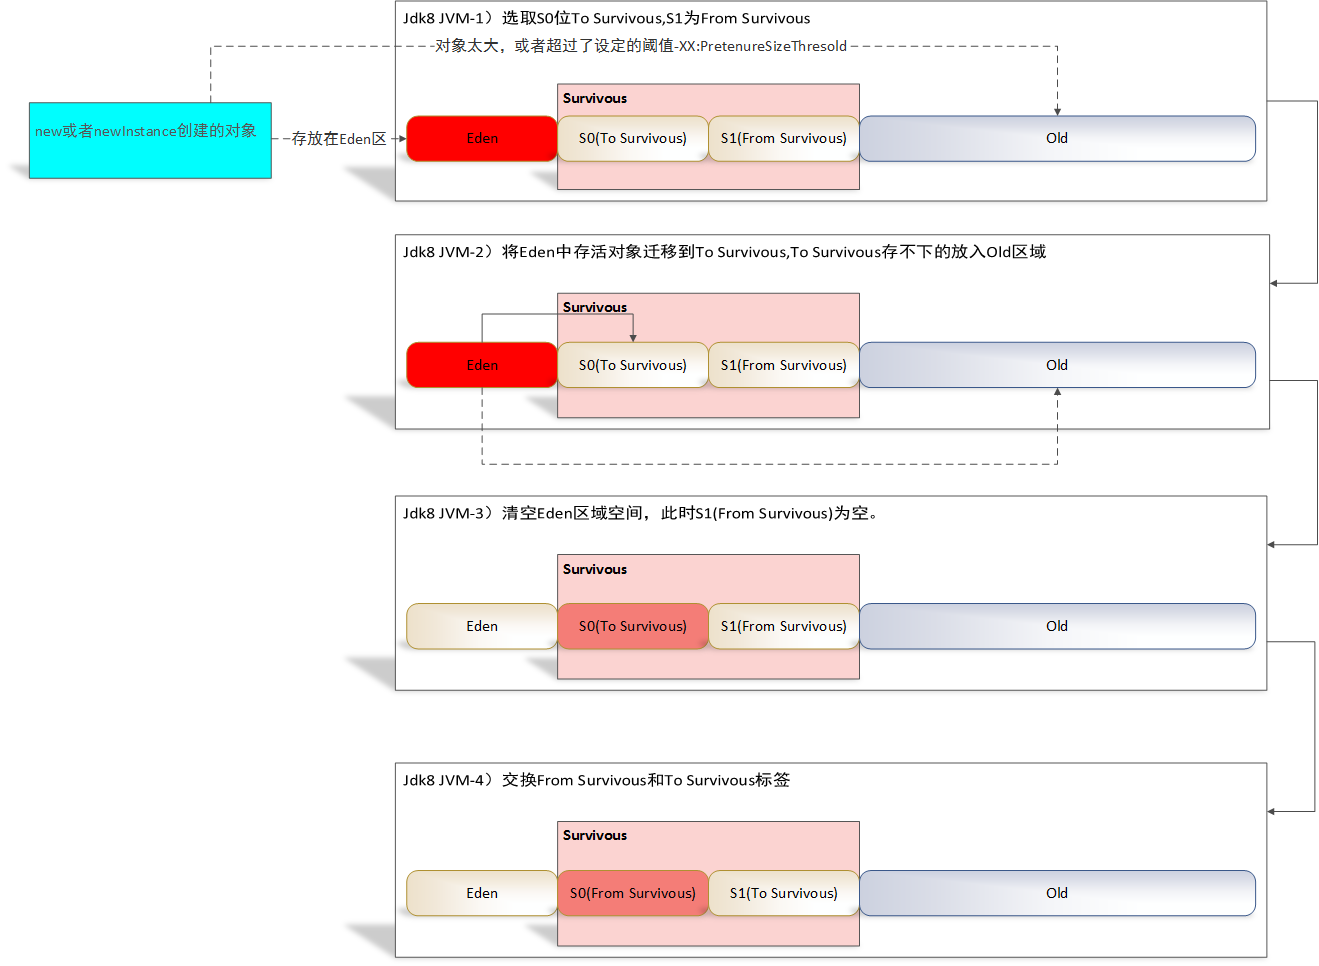 Jdk8 JVM-1）选取S0位To Survivous,S1为From Survivous
对象太大，或者超过了设定的阈值-XX:PretenureSizeThresold
new或者newInstance创建的对象
存放在Eden区
Survivous
Eden
S0(To Survivous)
S1(From Survivous)
Old
Jdk8 JVM-2）将Eden中存活对象迁移到To Survivous,To Survivous存不下的放入Old区域
Survivous
Eden
S0(To Survivous)
S1(From Survivous)
Old
Jdk8 JVM-3）清空Eden区域空间，此时S1(From Survivous)为空。
Survivous
Eden
S0(To Survivous)
S1(From Survivous)
Old
Jdk8 JVM-4）交换From Survivous和To Survivous标签
Survivous
Eden
S0(From Survivous)
S1(To Survivous)
Old